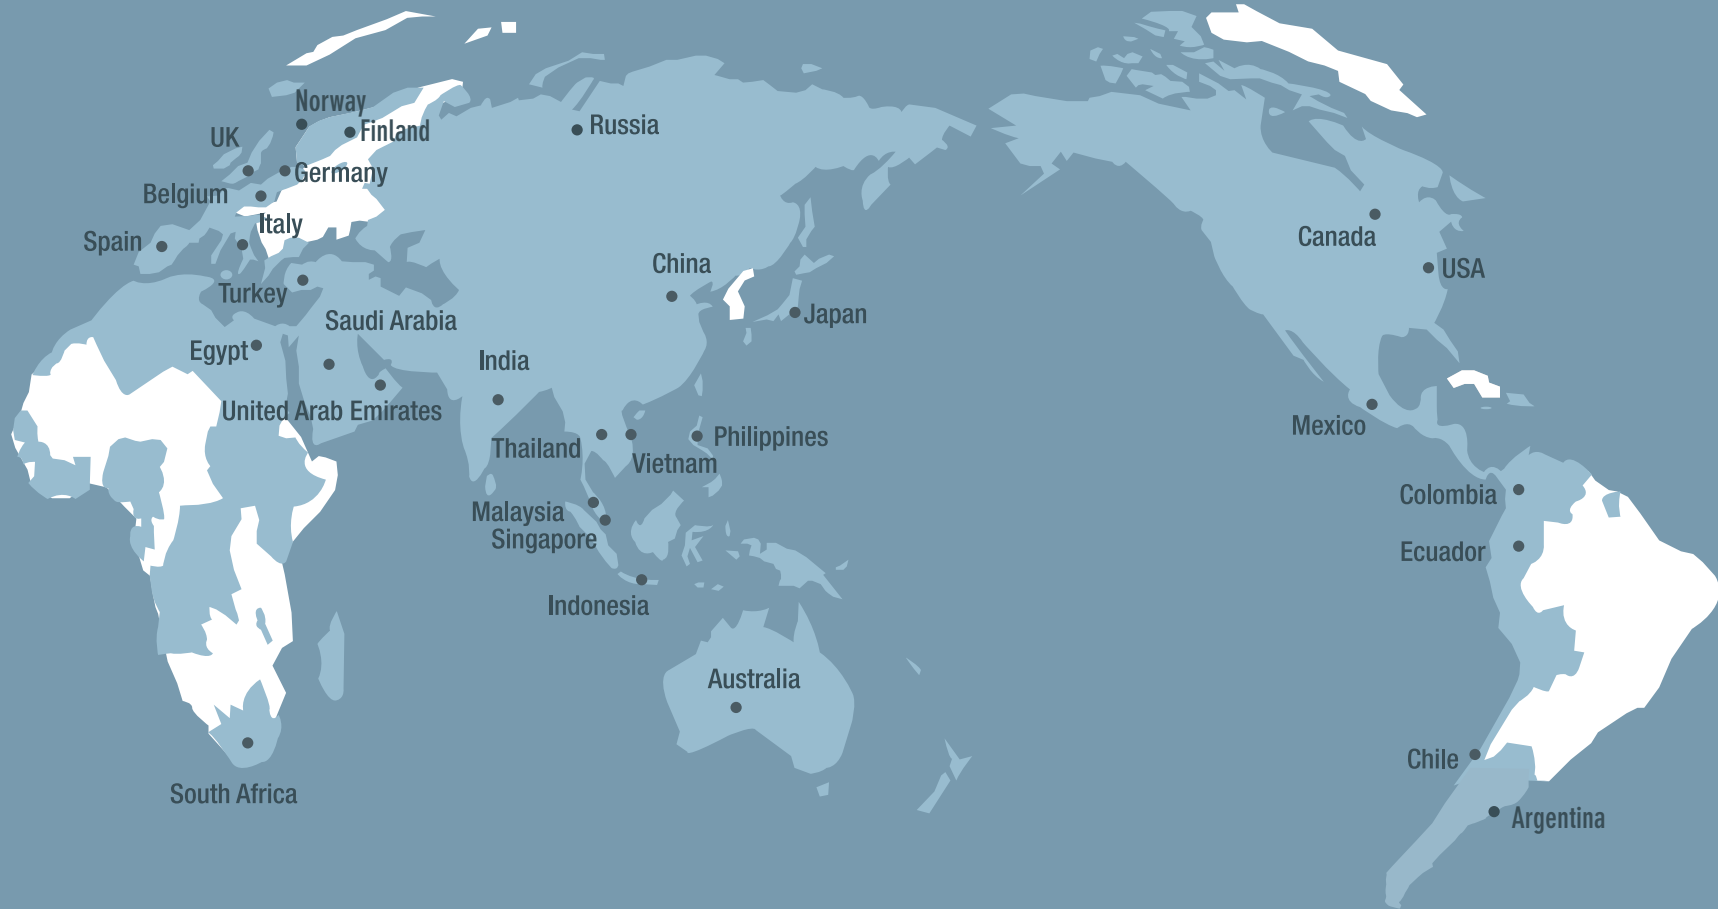 Norway
Finland
Russia
UK
Germany
Belgium
Italy
Spain
Canada
China
USA
Turkey
Japan
Saudi Arabia
Egypt
India
United Arab Emirates
Mexico
Philippines
Thailand
Vietnam
Colombia
Malaysia
Singapore
Ecuador
Indonesia
Australia
Chile
South Africa
Argentina